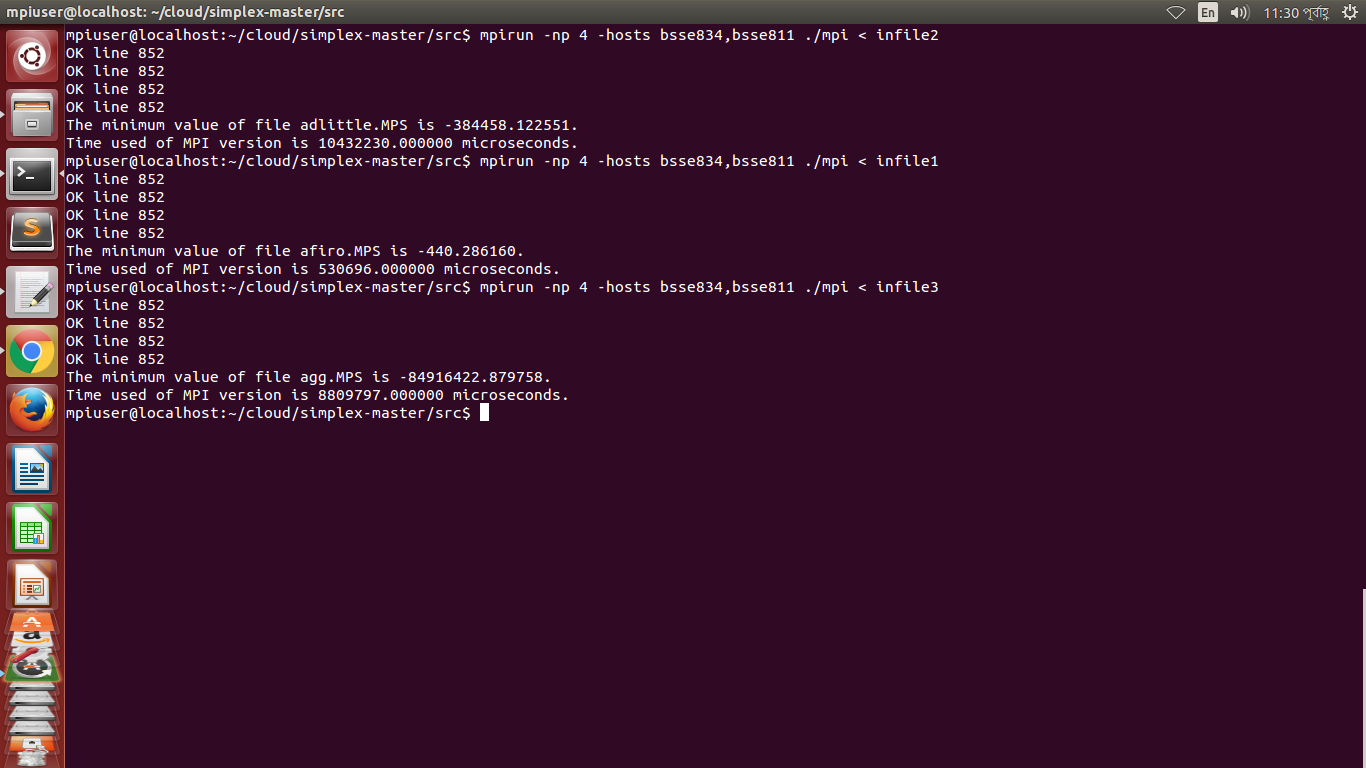 mpiuser@localhost: ~/cloud/simplex-master/src En 11:30 পূর্বাহ্ণ
mpiuser@localhost:~/cloud/simplex-master/src$ mpirun -np 4 -hosts bsse834,bsse811 ./mpi < infile2
OK line 852
OK line 852
OK line 852
OK line 852
The minimum value of file adlittle.MPS is -384458.122551.
Time used of MPI version is 10432230.000000 microseconds.
mpiuser@localhost:~/cloud/simplex-master/src$ mpirun -np 4 -hosts bsse834,bsse811 ./mpi < infile1
OK line 852
OK line 852
OK line 852
OK line 852
The minimum value of file afiro.MPS is -440.286160.
Time used of MPI version is 530696.000000 microseconds.
mpiuser@localhost:~/cloud/simplex-master/src$ mpirun -np 4 -hosts bsse834,bsse811 ./mpi < infile3
OK line 852
OK line 852
OK line 852
OK line 852
The minimum value of file agg.MPS is -84916422.879758.
Time used of MPI version is 8809797.000000 microseconds.
mpiuser@localhost:~/cloud/simplex-master/src$